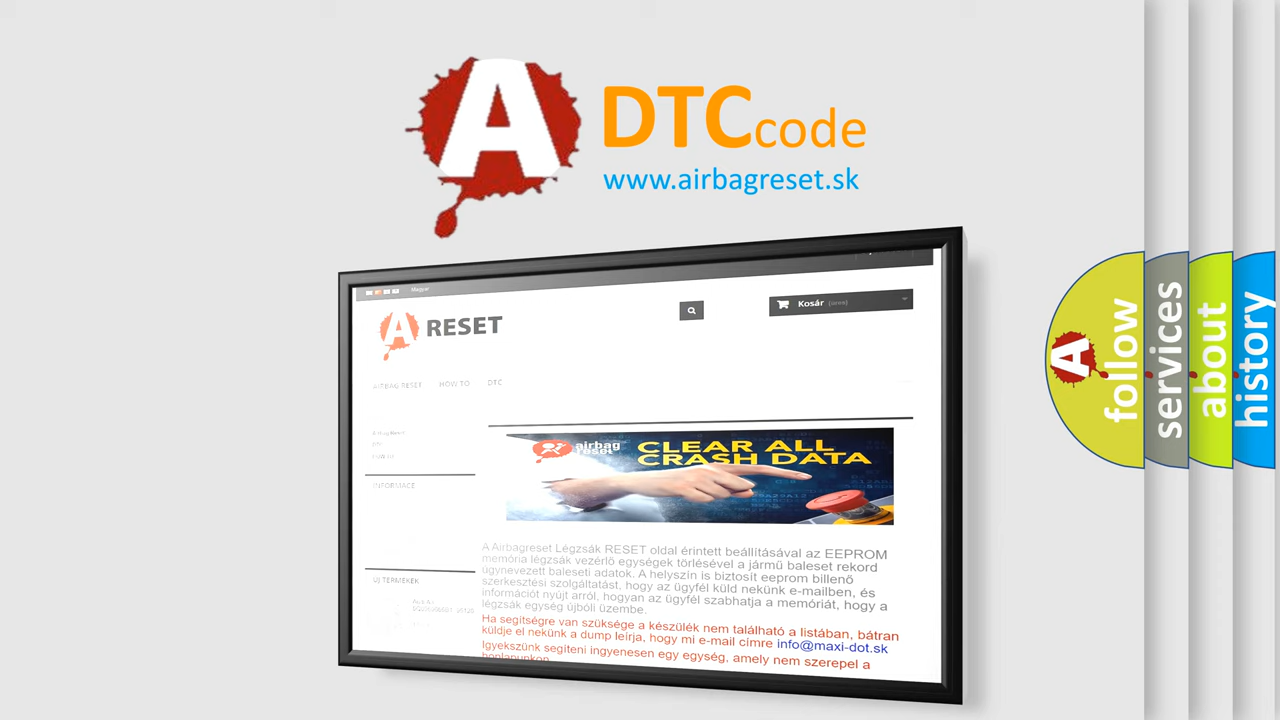 A DTCcode
www.airbagreset.sk
Magyar
A RESET
Kosár (üres)
AIRBAG RESET HOW TO DTC
INFORMACE
ÚJ TERMÉKEK
airbag
reset
CLEAR ALL
CRASH DATA
A Airbagreset Légzsák RESET oldal érintett beállításával az EEPROM
memória légzsák vezérlő egységek törlésével a jármű baleset rekord
úgynevezett baleseti adatok. A helyszín is biztosít eeprom billenő
szerkesztési szolgáltatást, hogy az ügyfél küld nekünk e-mailben, és
információt nyújt arról, hogyan az ügyfél szabhatja a memóriát, hogy a
légzsák egység újbóli üzembe.
Ha segítségre van szüksége a készülék nem található a listában, bátran
küldje el nekünk a dump leírja, hogy mi e-mail címre info@maxi-dot.sk
Igyekszünk segíteni ingyenesen egy egység, amely nem szerepel a
honlapunkon
A follow
services
about
history